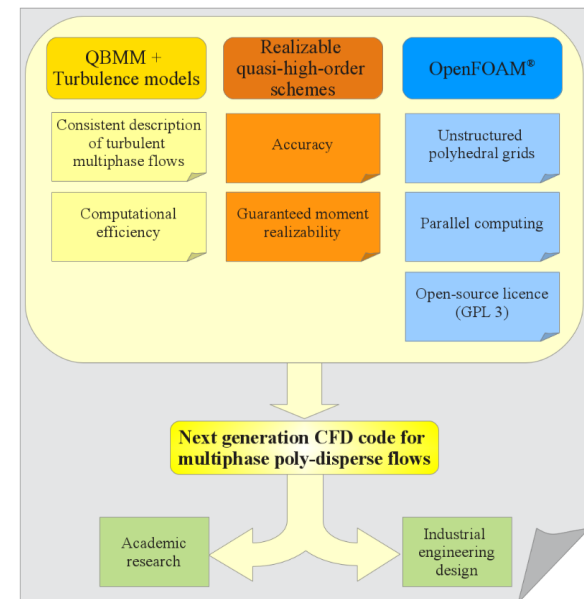 QBMM +
Turbulence models
Realizable
quasi-high-order
schemes
OpenFOAM®
Consistent description
of turbulent
multiphase flows
Accuracy
Unstructured
polyhedral grids
Computational
efficiency
Guaranteed moment
realizability
Parallel computing
Open-source licence
(GPL 3)
Next generation CFD code for
multiphase poly-disperse flows
Academic
research
Industrial
engineering
design